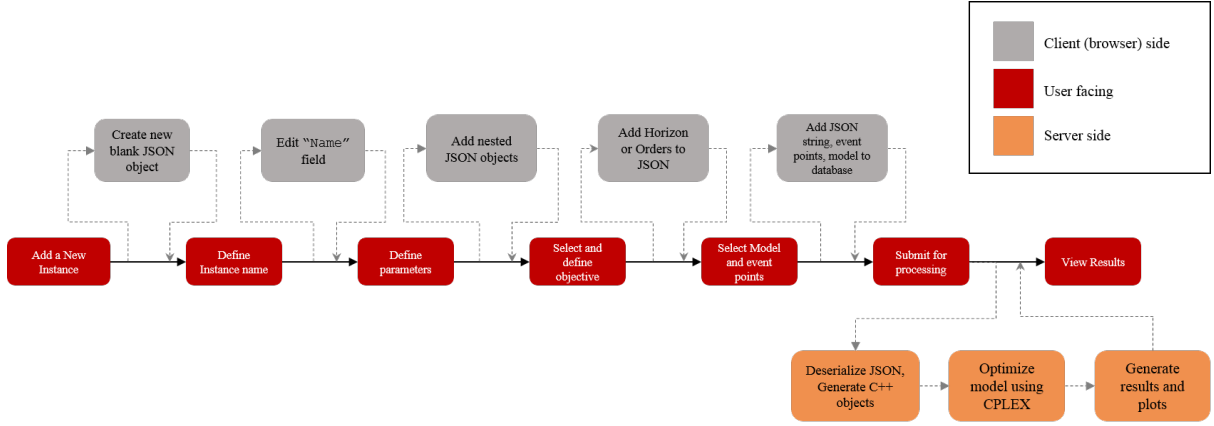 Client (browser) side
User facing
Server side
Create new
blank JSON
object
Edit “Name”
field
Add nested
JSON objects
Add Horizon
or Orders to
JSON
Add JSON
string, event
points, model to
database
Add a New
Instance
Define
Instance name
Define
parameters
Select and
define
objective
Select Model
and event
points
Submit for
processing
View Results
Deserialize JSON,
Generate C++
objects
Optimize
model using
CPLEX
Generate
results and
plots